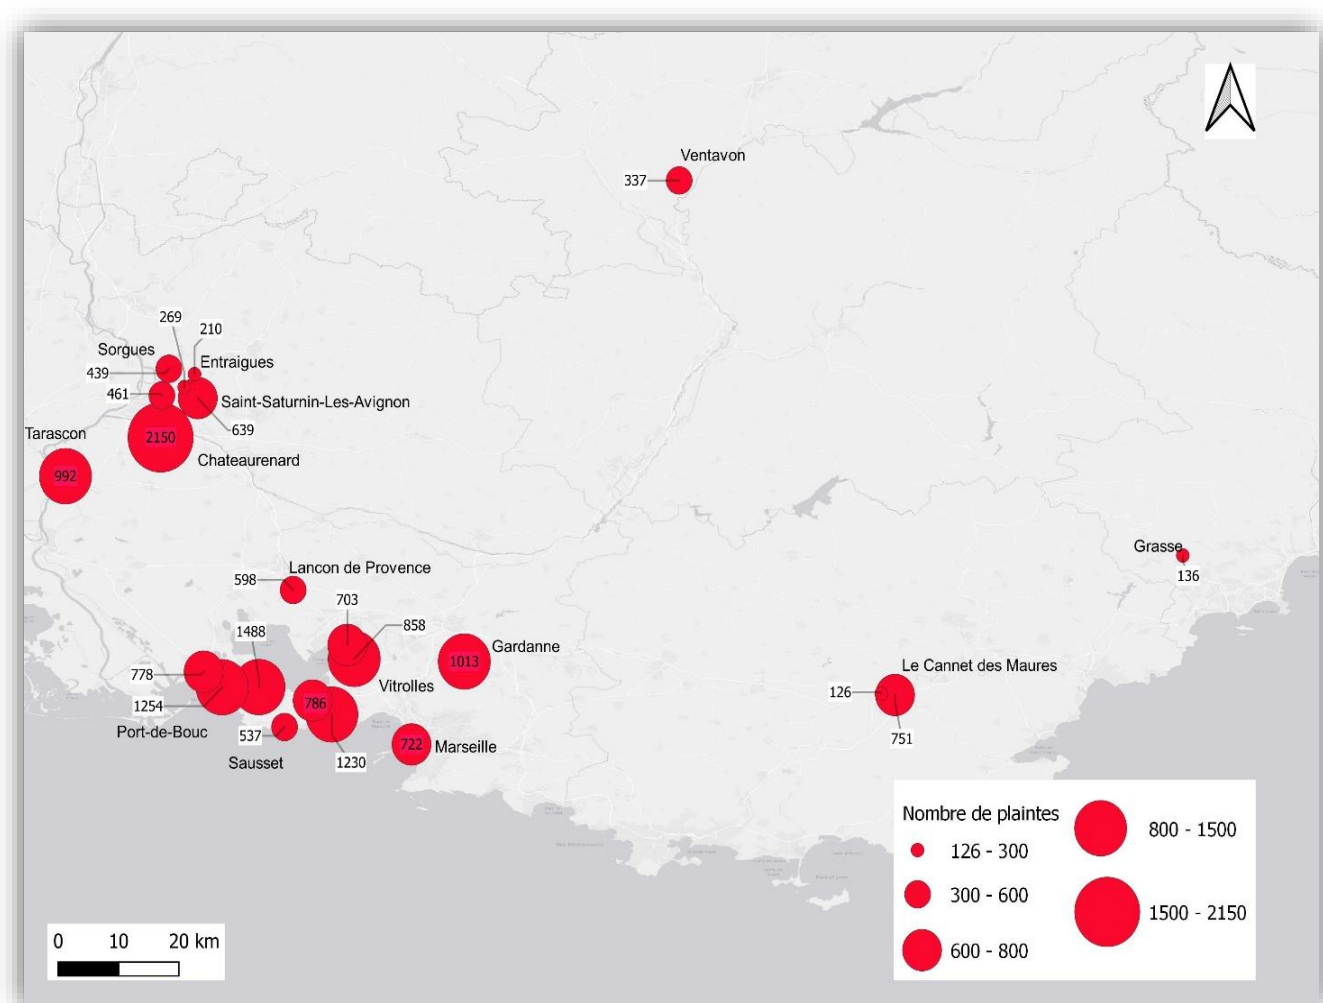 Ventavon
337
269
210
Sorgues
439
Entraigues
461
Saint-Saturnin-Les-Avignon
639
Tarascon
2150
Chateaurenard
992
Lancon de Provence
598
703
1488
858
Gardanne
1013
778
Vitrolles
1254
786
Port-de-Bouc
537
Sausset
1230
722
Marseille
Grasse
136
Le Cannet des Maures
126
751
Nombre de plaintes
126 - 300
300 - 600
600 - 800
800 - 1500
1500 - 2150
0 10 20 km